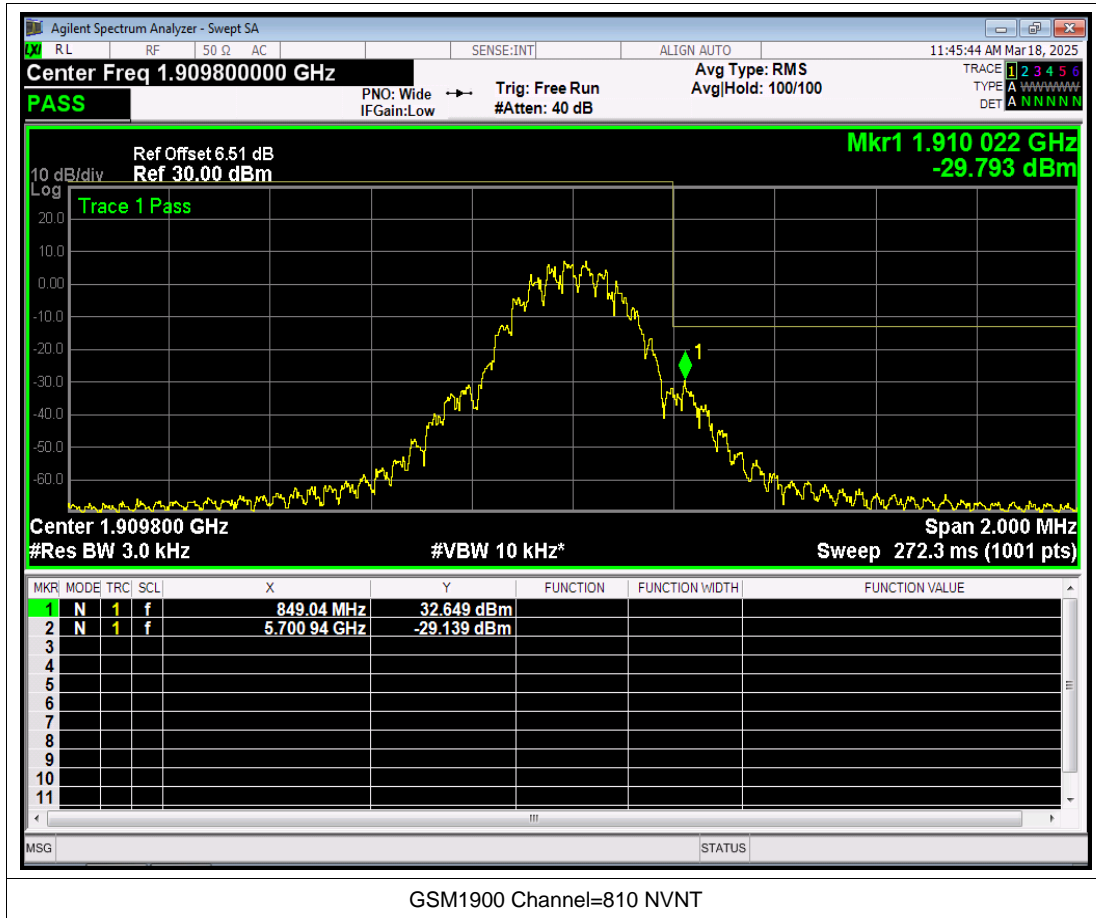 Agilent Spectrum Analyzer - Swept SA
LXI RL RF 50 Ω AC SENSE:INT ALIGN AUTO 11:45:44 AM Mar 18, 2025
Center Freq 1.909800000 GHz
PASS
PNO: Wide
IFGain:Low
Trig: Free Run
#Atten: 40 dB
Avg Type: RMS
Avg|Hold: 100/100
TRACE 1 2 3 4 5 6
TYPE A WWWWW
DET A N N N N N
Mkr1 1.910 022 GHz
-29.793 dBm
Ref Offset 6.51 dB
10 dB/div Ref 30.00 dBm
Log
Trace 1 Pass
20.0
10.0
0.00
-10.0
-20.0
-30.0
-40.0
-50.0
-60.0
1
Center 1.909800 GHz Span 2.000 MHz
#Res BW 3.0 kHz #VBW 10 kHz* Sweep 272.3 ms (1001 pts)
MKR MODE TRC SCL X Y FUNCTION FUNCTION WIDTH FUNCTION VALUE
1 N 1 f 849.04 MHz 32.649 dBm
2 N 1 f 5.700 94 GHz -29.139 dBm
3
4
5
6
7
8
9
10
11
MSG STATUS
GSM1900 Channel=810 NVNT